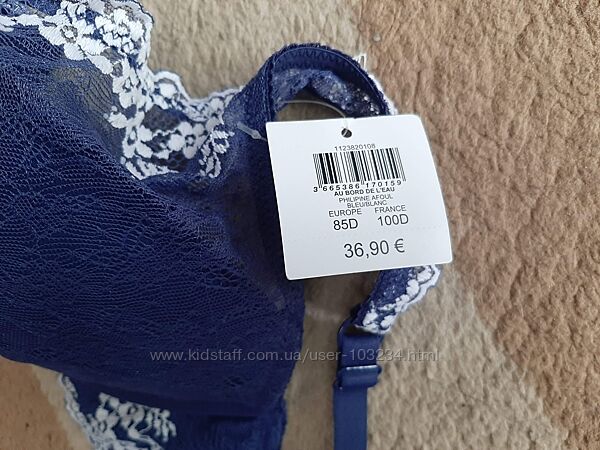 1123820108
3 665386 170159
AU BORD DE L'EAU
PHILIPINE AFOUL
BLEU/BLANC
EUROPE FRANCE
85D 100D
36,90 €
www.kidstaff.com.ua/user-103234.html